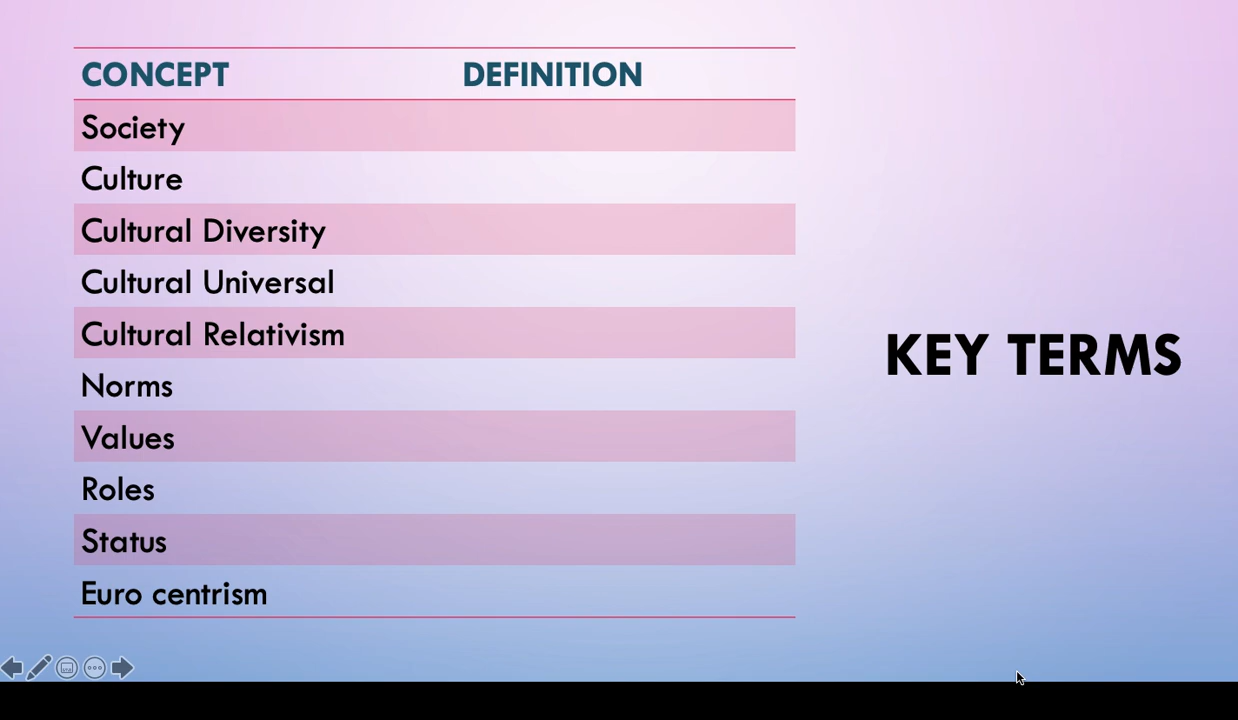 CONCEPT DEFINITION
Society
Culture
Cultural Diversity
Cultural Universal
Cultural Relativism
Norms
Values
Roles
Status
Euro centrism
KEY TERMS